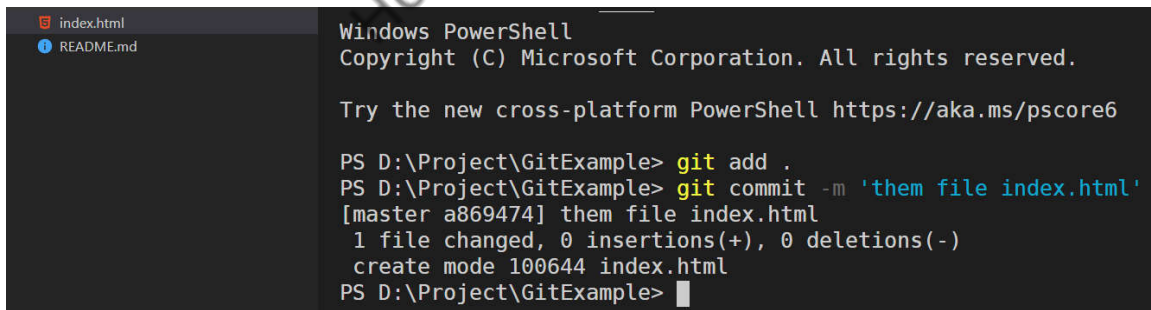 index.html
README.md
Windows PowerShell
Copyright (C) Microsoft Corporation. All rights reserved.
Try the new cross-platform PowerShell https://aka.ms/pscore6
PS D:\Project\GitExample> git add .
PS D:\Project\GitExample> git commit -m 'them file index.html'
[master a869474] them file index.html
 1 file changed, 0 insertions(+), 0 deletions(-)
 create mode 100644 index.html
PS D:\Project\GitExample>